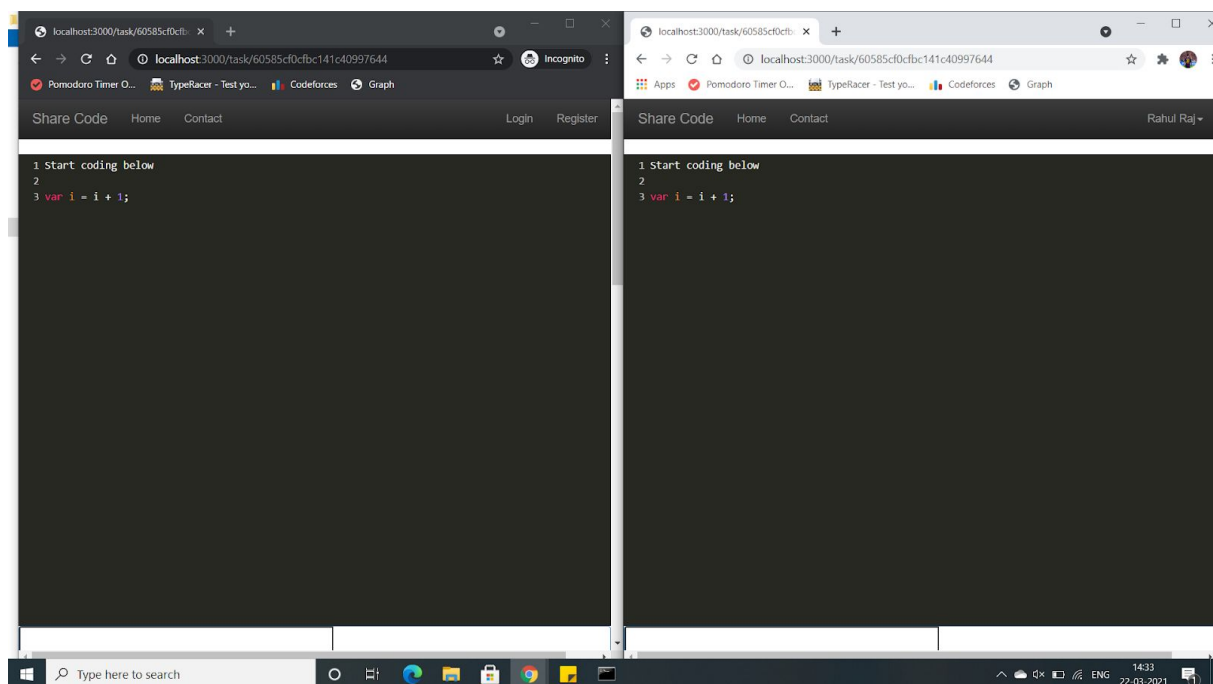 localhost:3000/task/60585cf0cfb
localhost:3000/task/60585cf0cfbc141c40997644
Incognito
Pomodoro Timer O... TypeRacer - Test yo... Codeforces Graph
Share Code Home Contact Login Register
1 Start coding below
2
3 var i = i + 1;
localhost:3000/task/60585cf0cfb
localhost:3000/task/60585cf0cfbc141c40997644
Apps Pomodoro Timer O... TypeRacer - Test yo... Codeforces Graph
Share Code Home Contact Rahul Raj
1 Start coding below
2
3 var i = i + 1;
Type here to search
ENG
14:33
22-03-2021